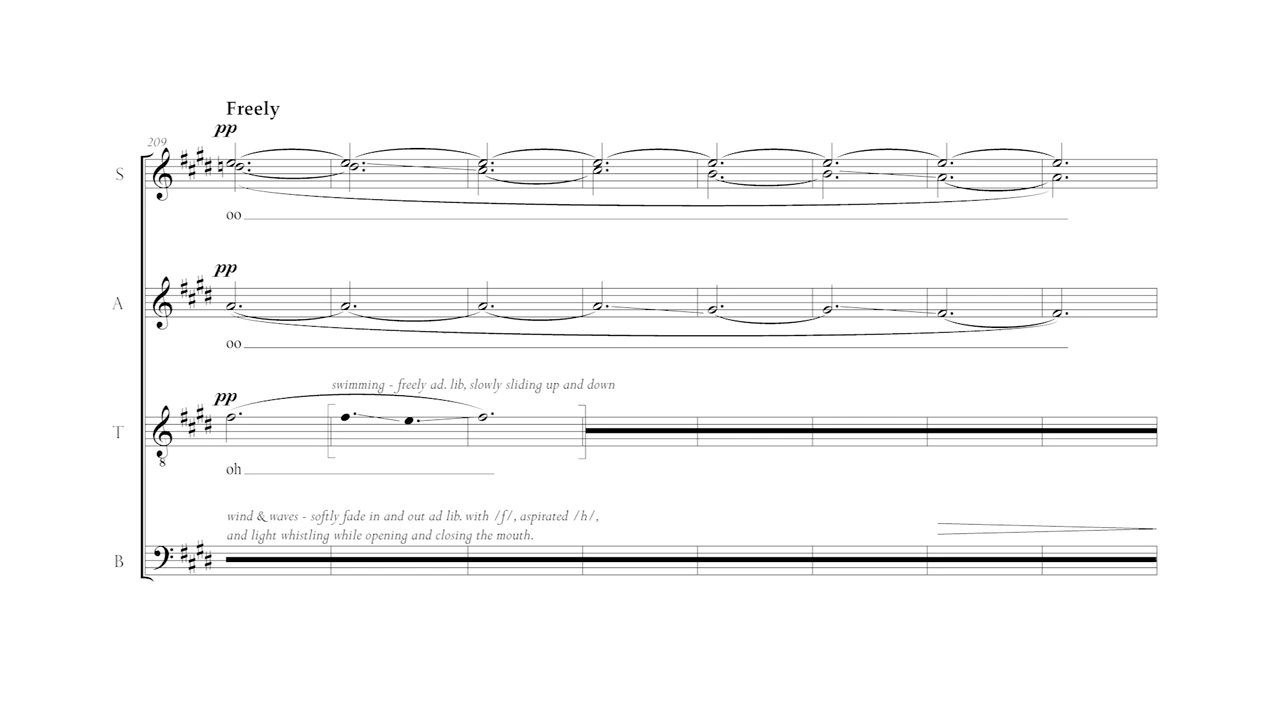 Freely
pp
209
S
oo
pp
A
oo
swimming - freely ad. lib, slowly sliding up and down
pp
T
8
oh
wind & waves - softly fade in and out ad lib. with /f/, aspirated /h/,
and light whistling while opening and closing the mouth.
B